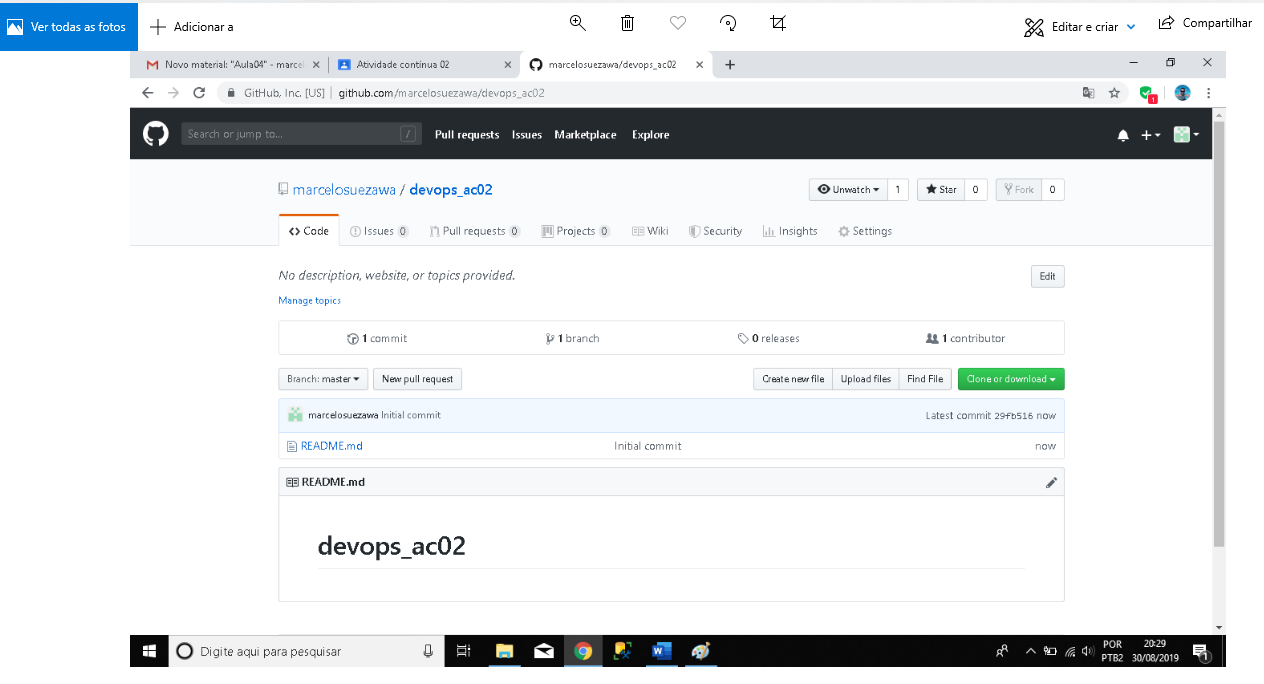 Ver todas as fotos
Adicionar a
Editar e criar
Compartilhar
Novo material: "Aula04" - marcel
Atividade contínua 02
marcelosuezawa/devops_ac02
GitHub, Inc. [US] | github.com/marcelosuezawa/devops_ac02
1
Search or jump to...
/
Pull requests
Issues
Marketplace
Explore
marcelosuezawa / devops_ac02
Unwatch 1
Star 0
Fork 0
Code
Issues 0
Pull requests 0
Projects 0
Wiki
Security
Insights
Settings
No description, website, or topics provided.
Edit
Manage topics
1 commit
1 branch
0 releases
1 contributor
Branch: master
New pull request
Create new file
Upload files
Find File
Clone or download
marcelosuezawa Initial commit
Latest commit 29fb516 now
README.md
Initial commit
now
README.md
devops_ac02
Digite aqui para pesquisar
POR
PTB2
20:29
30/08/2019
1